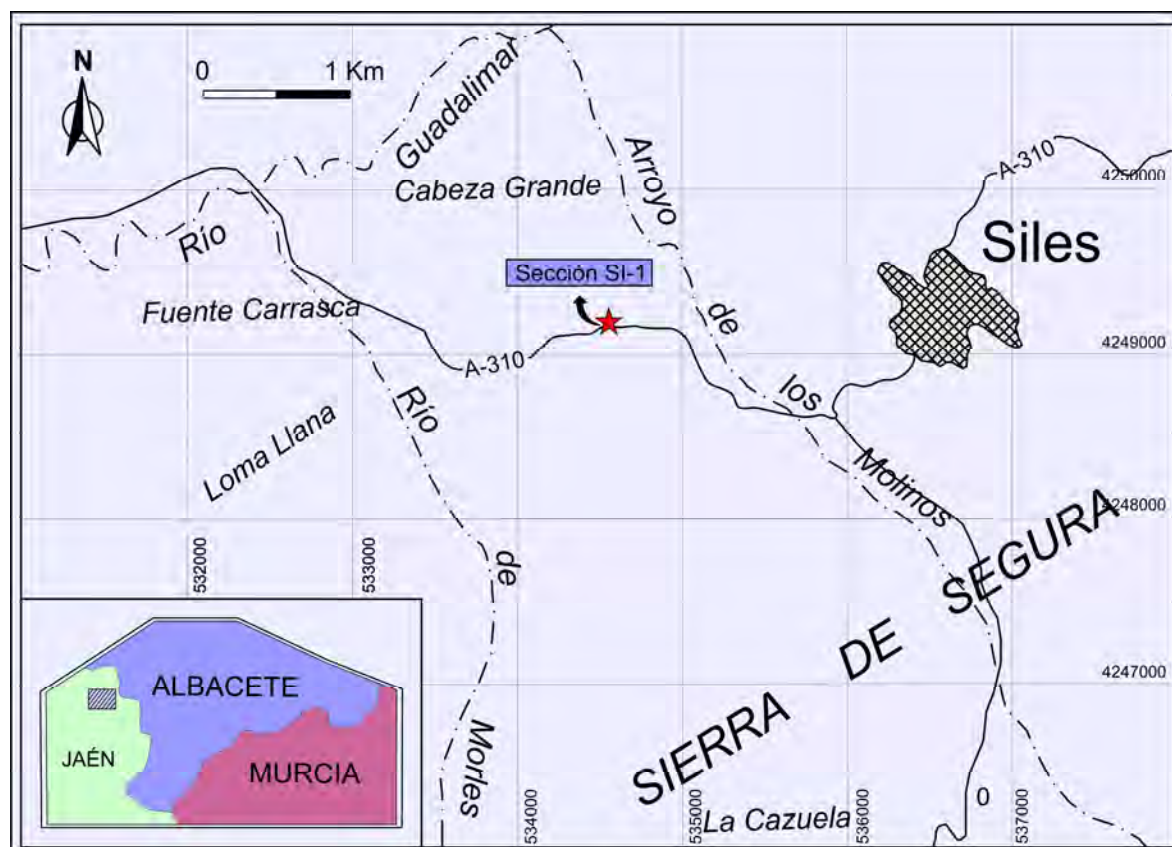 N
0 1 Km
Guadalimar
Arroyo
A-310
4250000
Cabeza Grande
Río
Siles
Sección SI-1
Fuente Carrasca
de
4249000
A-310
Río
los
Loma Llana
Molinos
4248000
SIERRA DE SEGURA
532000
533000
de
4247000
ALBACETE
JAÉN
MURCIA
Morles
534000
535000
536000
0
537000
La Cazuela